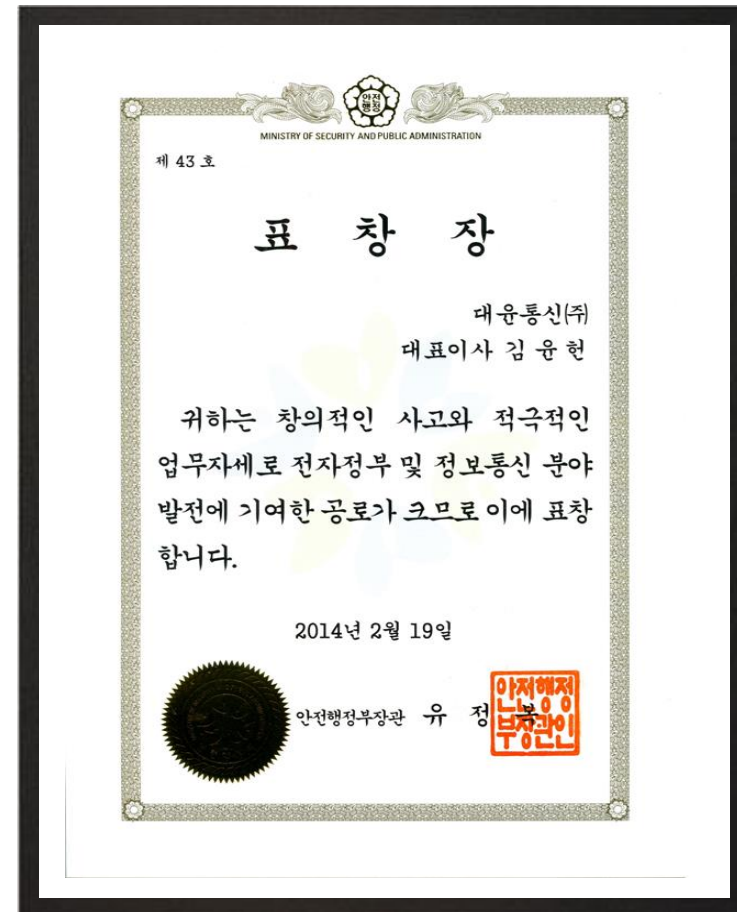 안전
행정
MINISTRY OF SECURITY AND PUBLIC ADMINISTRATION
제 43 호
표 창 장
대윤통신(주)
대표이사 김윤헌
귀하는 창의적인 사고와 적극적인
업무자세로 전자정부 및 정보통신 분야
발전에 기여한 공로가 크므로 이에 표창
합니다.
2014년 2월 19일
안전행정부장관 유 정 복
안전행정
부장관인